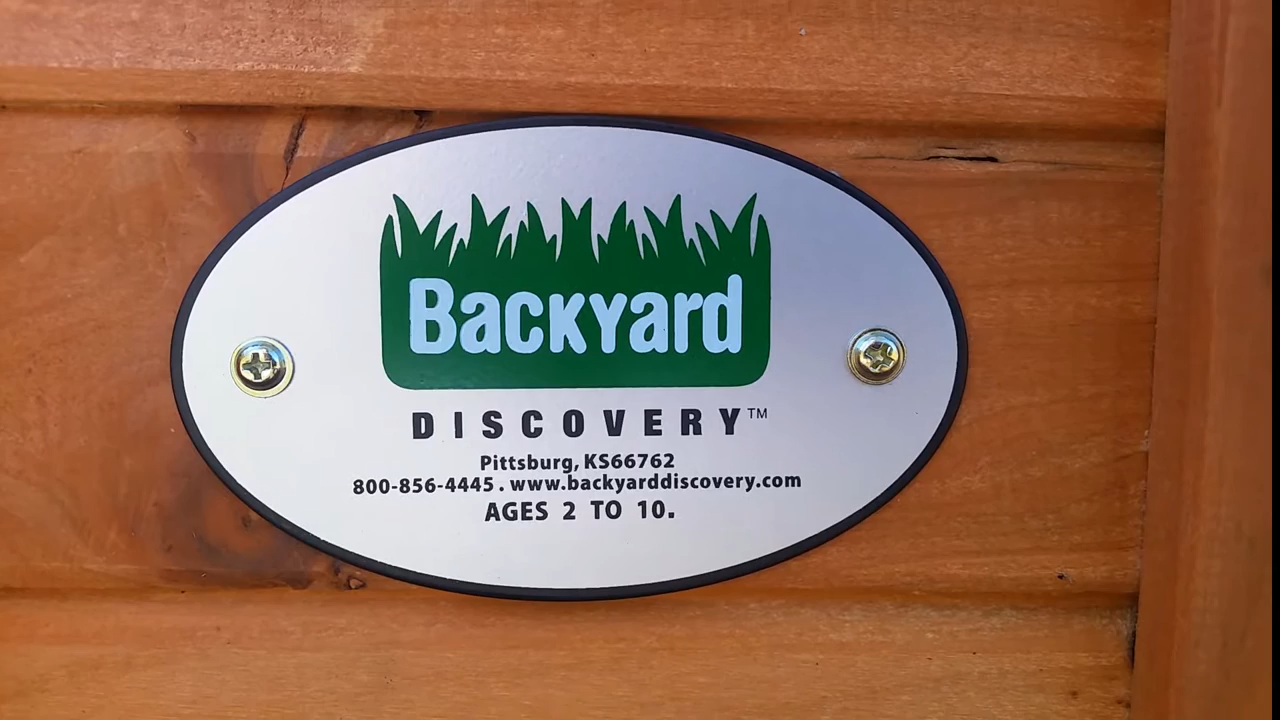 Backyard
DISCOVERY™
Pittsburg, KS66762
800-856-4445 . www.backyarddiscovery.com
AGES 2 TO 10.